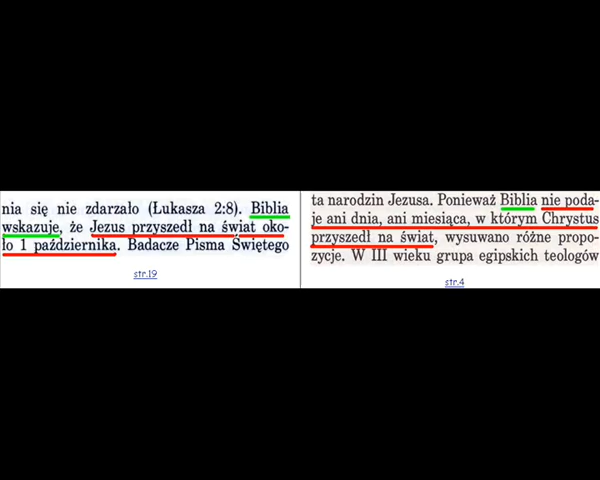 nia się nie zdarzało (Łukasza 2:8). Biblia
wskazuje, że Jezus przyszedł na świat oko-
ło 1 października. Badacze Pisma Świętego
str.19
ta narodzin Jezusa. Ponieważ Biblia nie poda-
je ani dnia, ani miesiąca, w którym Chrystus
przyszedł na świat, wysuwano różne propo-
zycje. W III wieku grupa egipskich teologów
str.4